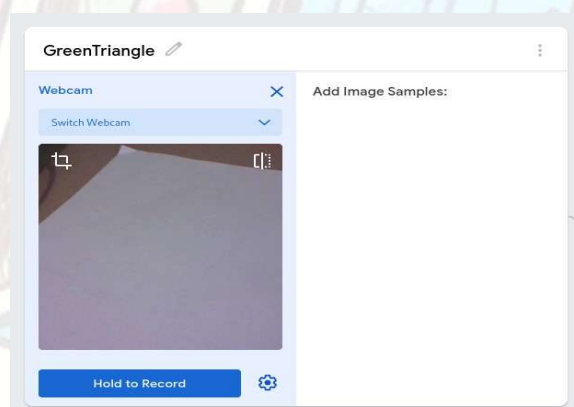 GreenTriangle
Webcam
Add Image Samples:
Switch Webcam
Hold to Record